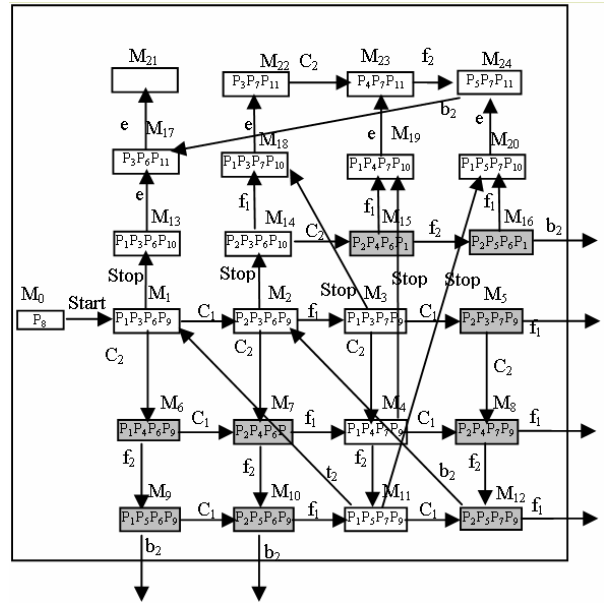 M21 M22 C2 M23 f2 M24
P3P7P11 P4P7P11 P5P7P11
e M17 e M18 e M19 b2 e M20
P3P6P11 P1P3P7P10 P1P4P7P10 P1P5P7P10
e M13 f1 M14 f1 M15 f1 M16
P1P3P6P10 P2P3P6P10 C2 P2P4P6P1 f2 P2P5P6P1 b2
Stop Stop Stop Stop Stop
M0 Start M1 M2 M3 M5
P8 P1P3P6P9 C1 P2P3P6P9 f1 P1P3P7P9 C1 P2P3P7P9 f1
C2 C2 C2 C2
M6 M7 M4 M8
P1P4P6P9 C1 P2P4P6P f1 P1P4P7P9 C1 P2P4P7P9 f1
f2 f2 t2 f2 b2 f2
M9 M10 M11 M12
P1P5P6P9 C1 P2P5P6P9 f1 P1P5P7P9 C1 P2P5P7P9 f1
b2 b2